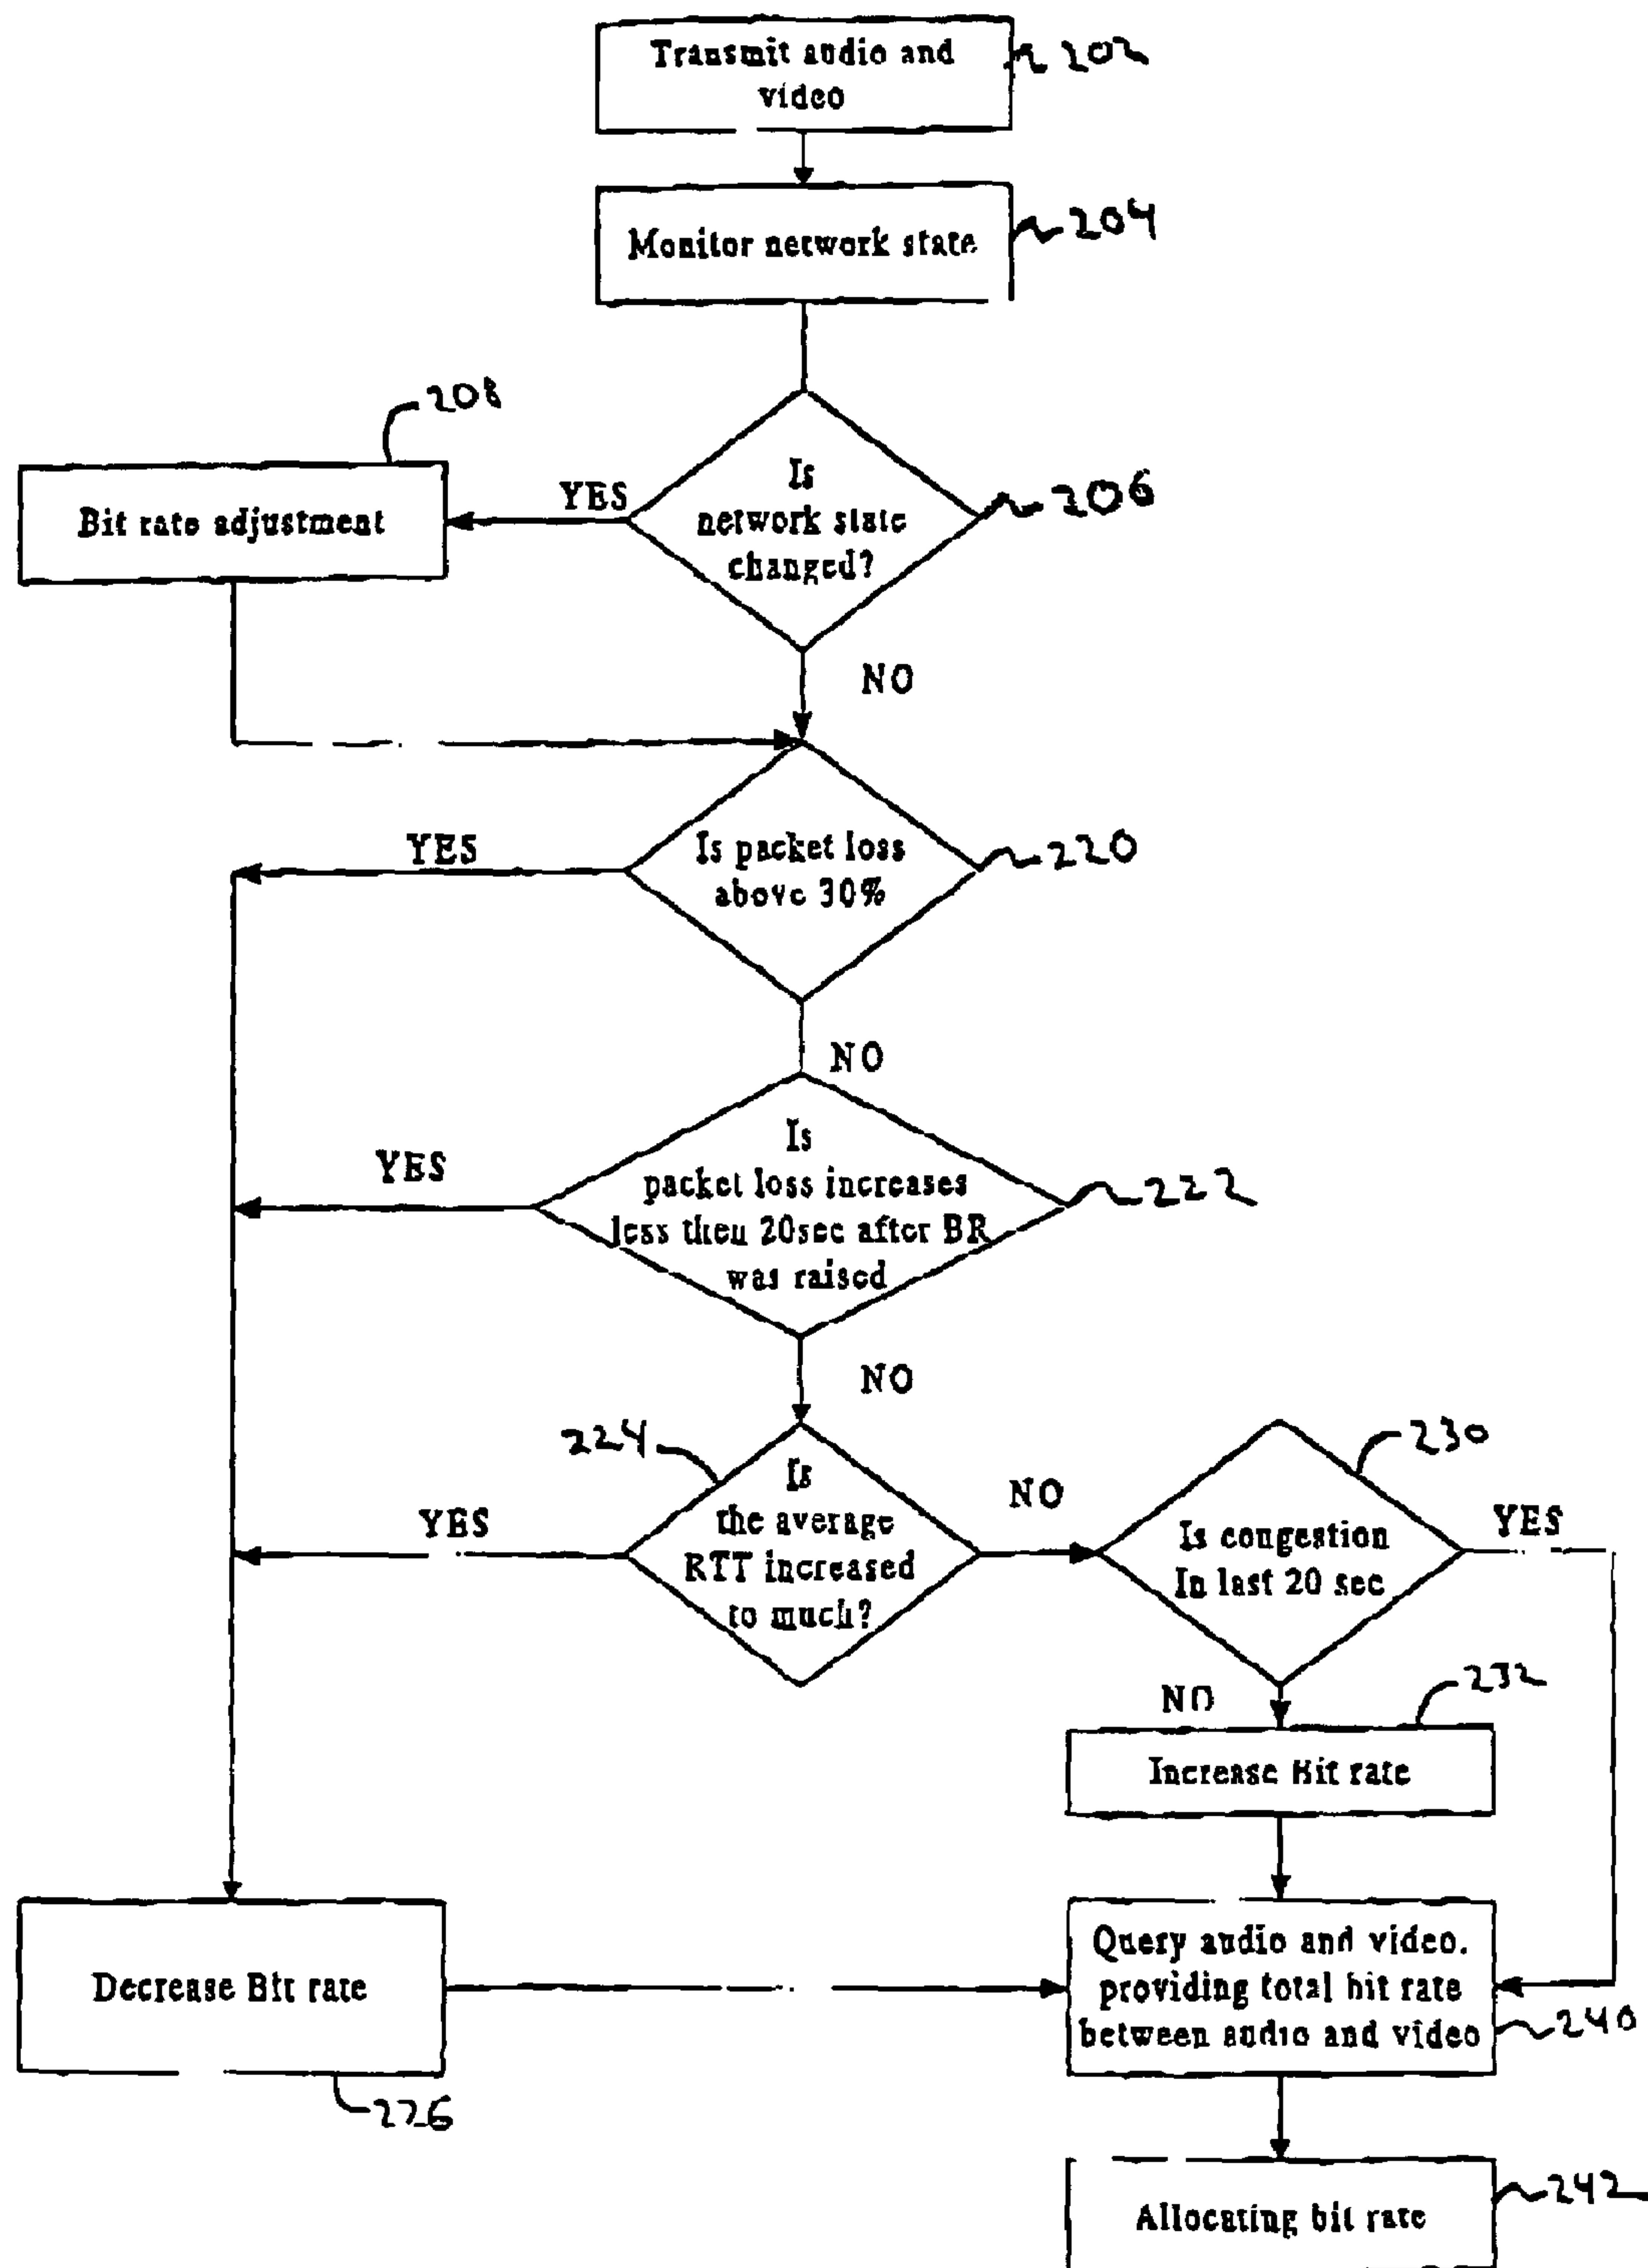 Transmit audio and
video
202
Monitor network state
204
208
Is
network state
changed?
YES
206
Bit rate adjustment
NO
Is packet loss
above 30%
YES
220
NO
Is
packet loss increases
less then 20sec after BR
was raised
YES
222
NO
224
Is
the average
RTT increased
to much?
YES
NO
230
Is congestion
In last 20 sec
YES
NO
232
Increase Bit rate
Decrease Bit rate
226
Query audio and video.
providing total bit rate
between audio and video
240
Allocating bit rate
242